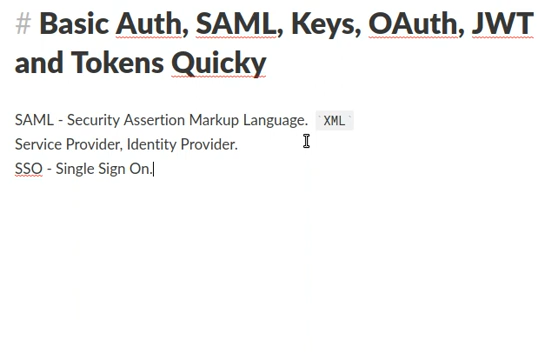 # Basic Auth, SAML, Keys, OAuth, JWT
and Tokens Quicky
SAML - Security Assertion Markup Language. `XML`
Service Provider, Identity Provider.
SSO - Single Sign On.